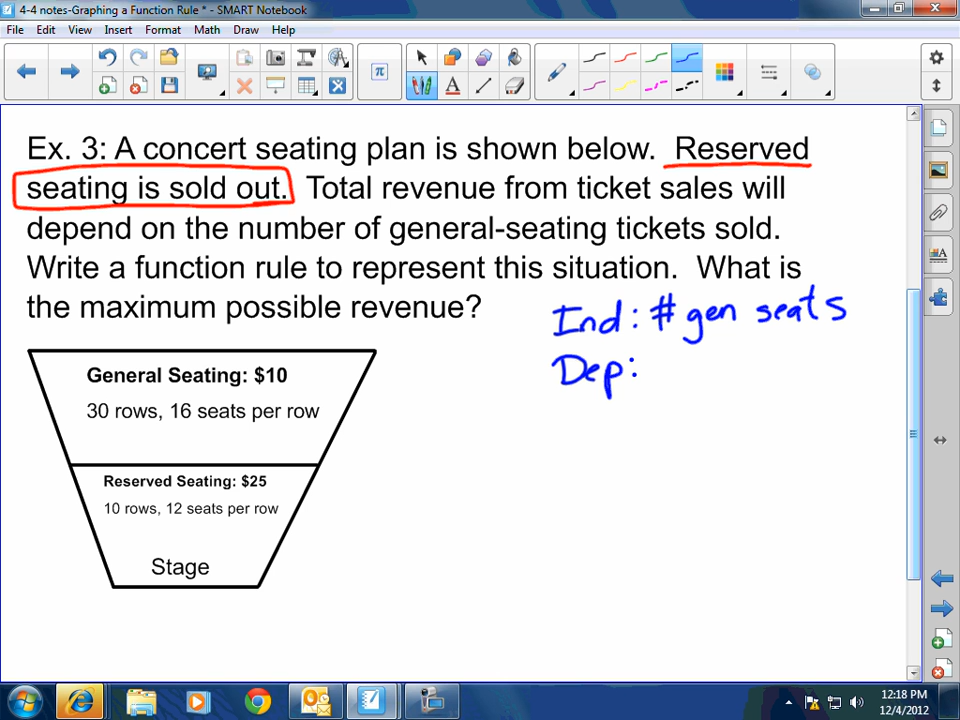 4-4 notes-Graphing a Function Rule * - SMART Notebook
File Edit View Insert Format Math Draw Help
Ex. 3: A concert seating plan is shown below. Reserved
seating is sold out. Total revenue from ticket sales will
depend on the number of general-seating tickets sold.
Write a function rule to represent this situation. What is
the maximum possible revenue?
Ind: # gen seats
Dep:
General Seating: $10
30 rows, 16 seats per row
Reserved Seating: $25
10 rows, 12 seats per row
Stage
12:18 PM
12/4/2012